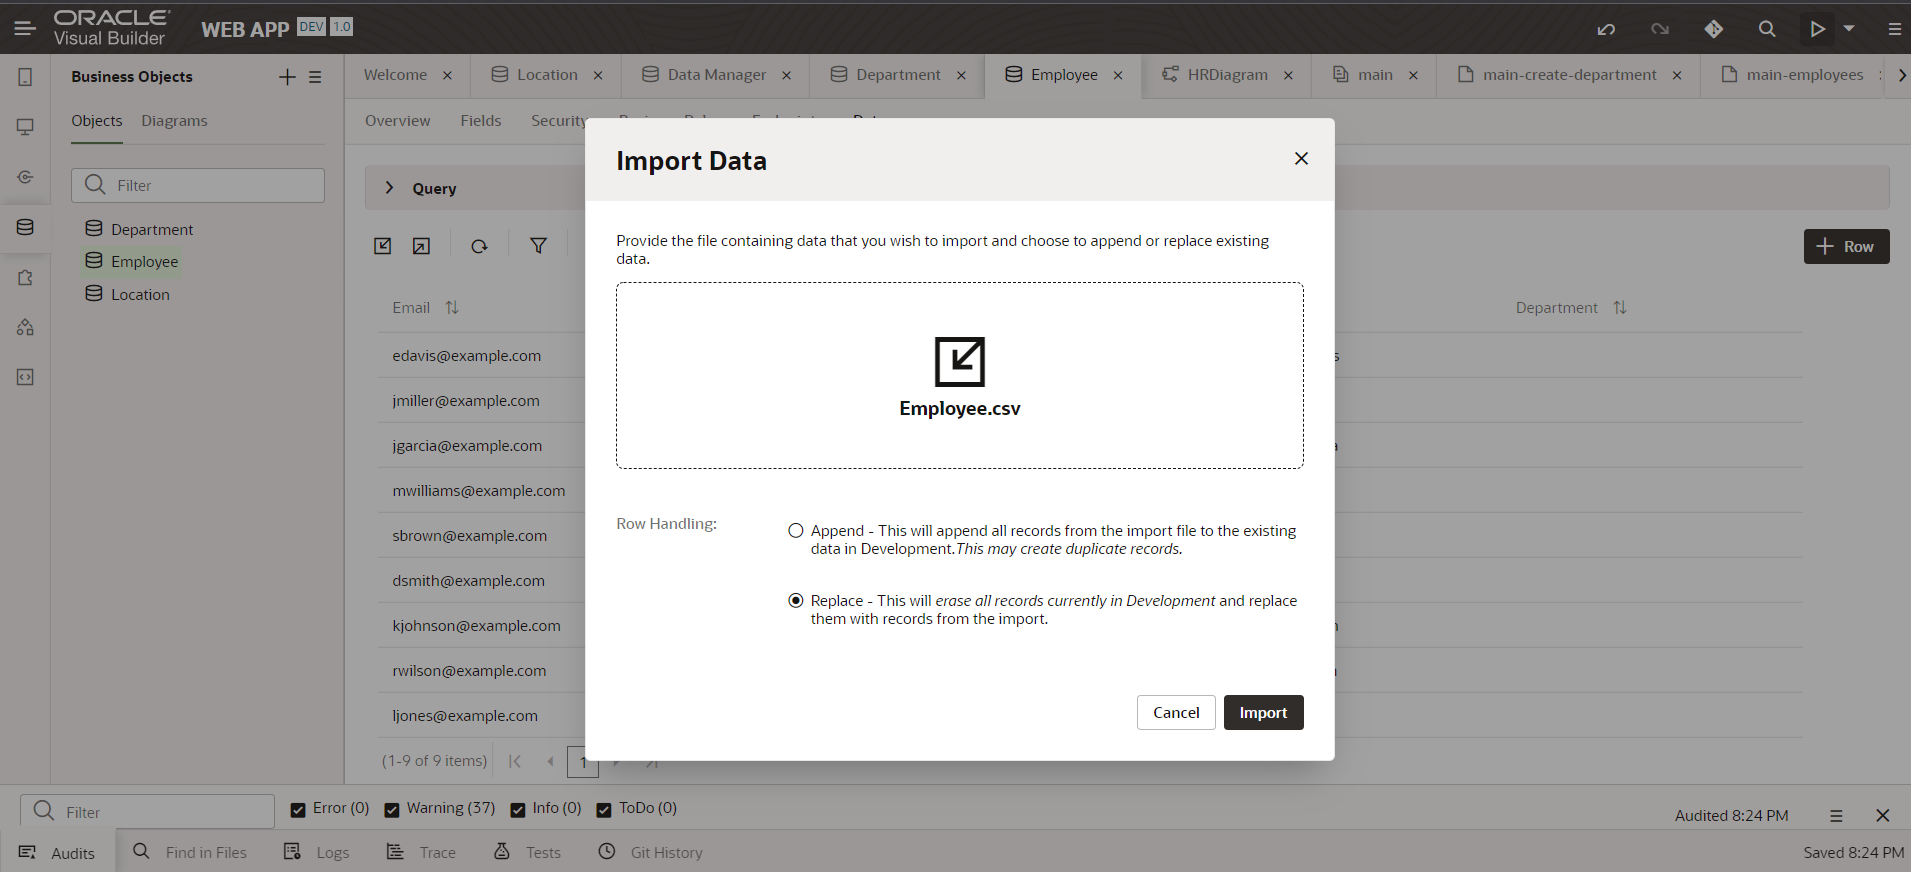 ORACLE
Visual Builder
WEB APP DEV 1.0
Business Objects
Welcome
Location
Data Manager
Department
Employee
HRDiagram
main
main-create-department
main-employees
Objects
Diagrams
Overview
Fields
Security
Import Data
Filter
Query
Department
Employee
Location
Provide the file containing data that you wish to import and choose to append or replace existing
data.
Row
Email
Department
Employee.csv
edavis@example.com
jmiller@example.com
jgarcia@example.com
mwilliams@example.com
sbrown@example.com
dsmith@example.com
kjohnson@example.com
rwilson@example.com
ljones@example.com
Row Handling:
Append - This will append all records from the import file to the existing
data in Development.This may create duplicate records.
Replace - This will erase all records currently in Development and replace
them with records from the import.
Cancel
Import
(1-9 of 9 items)
1
Filter
Error (0)
Warning (37)
Info (0)
ToDo (0)
Audited 8:24 PM
Audits
Find in Files
Logs
Trace
Tests
Git History
Saved 8:24 PM